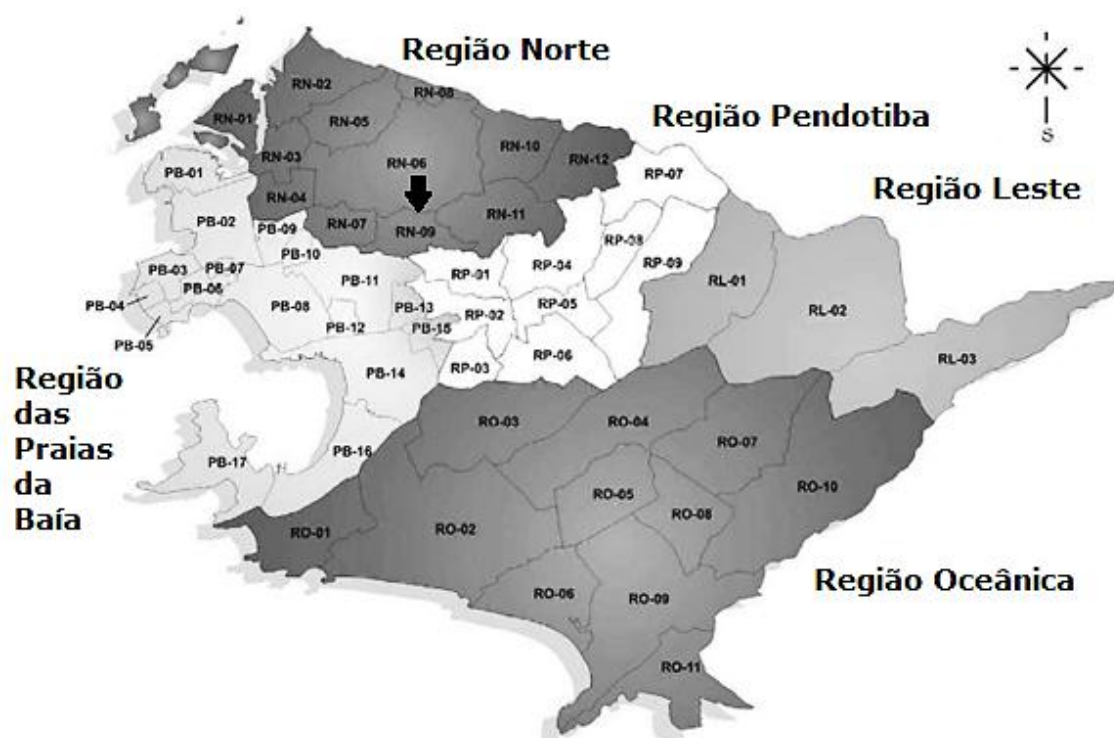 Região Norte
RN-02
RN-08
RN-01
RN-05
Região Pendotiba
S
RN-03
RN-06
RN-10
RN-12
PB-01
RP-07
Região Leste
RN-04
PB-02
RN-07
RN-09
RN-11
PB-09
PB-10
RP-08
PB-03
PB-07
RP-01
RP-04
RP-09
PB-06
PB-11
RL-01
PB-04
PB-08
PB-13
RP-05
RL-02
PB-05
PB-12
PB-15
RP-02
RP-03
RP-06
RL-03
Região
das
Praias
da
Baía
PB-14
RO-03
RO-04
RO-07
PB-16
PB-17
RO-05
RO-10
RO-01
RO-02
RO-08
Região Oceânica
RO-06
RO-09
RO-11